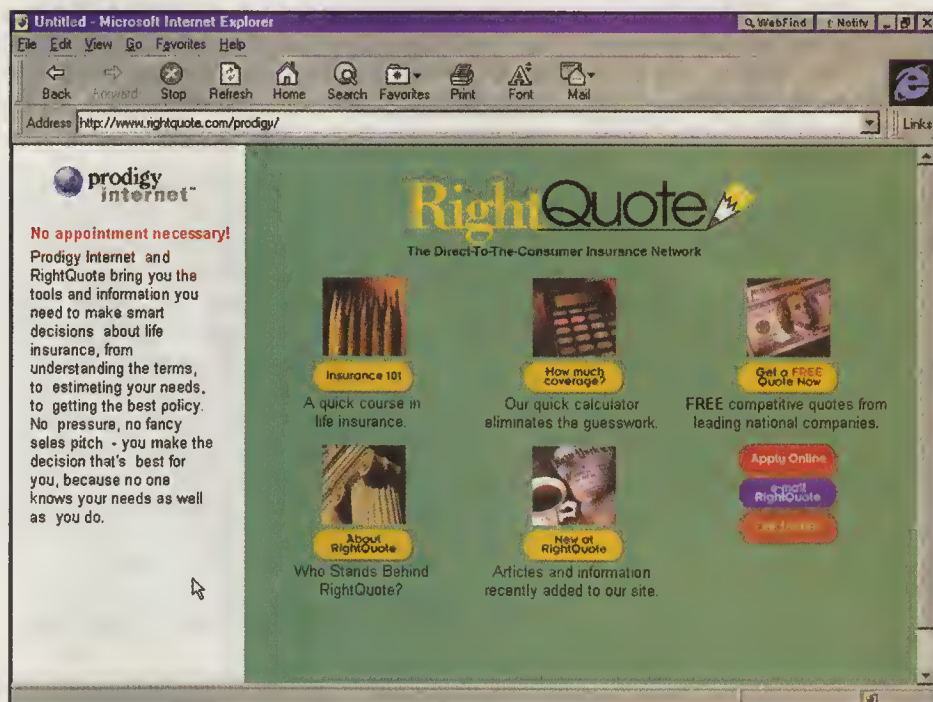 Untitled - Microsoft Internet Explorer
WebFind Notify
File Edit View Go Favorites Help
Back Forward Stop Refresh Home Search Favorites Print Font Mail
Address http://www.rightquote.com/prodigy/ Links
prodigy
internet™
No appointment necessary!
Prodigy Internet and
RightQuote bring you the
tools and information you
need to make smart
decisions about life
insurance, from
understanding the terms,
to estimeting your needs,
to getting the best policy.
No pressure, no fancy
seles pitch - you make the
decision that's best for
you, because no one
knows your needs as well
as you do.
RightQuote
The Direct-To-The-Consumer Insurance Network
Insurance 101
A quick course in
life insurance.
How much
coverage?
Our quick calculator
eliminates the guesswork.
Get a FREE
Quote Now
FREE competitive quotes from
leading national companies.
About
RightQuote
Who Stands Behind
RightQuote?
New at
RightQuote
Articles and information
recently added to our site.
Apply Online
e-mail
RightQuote